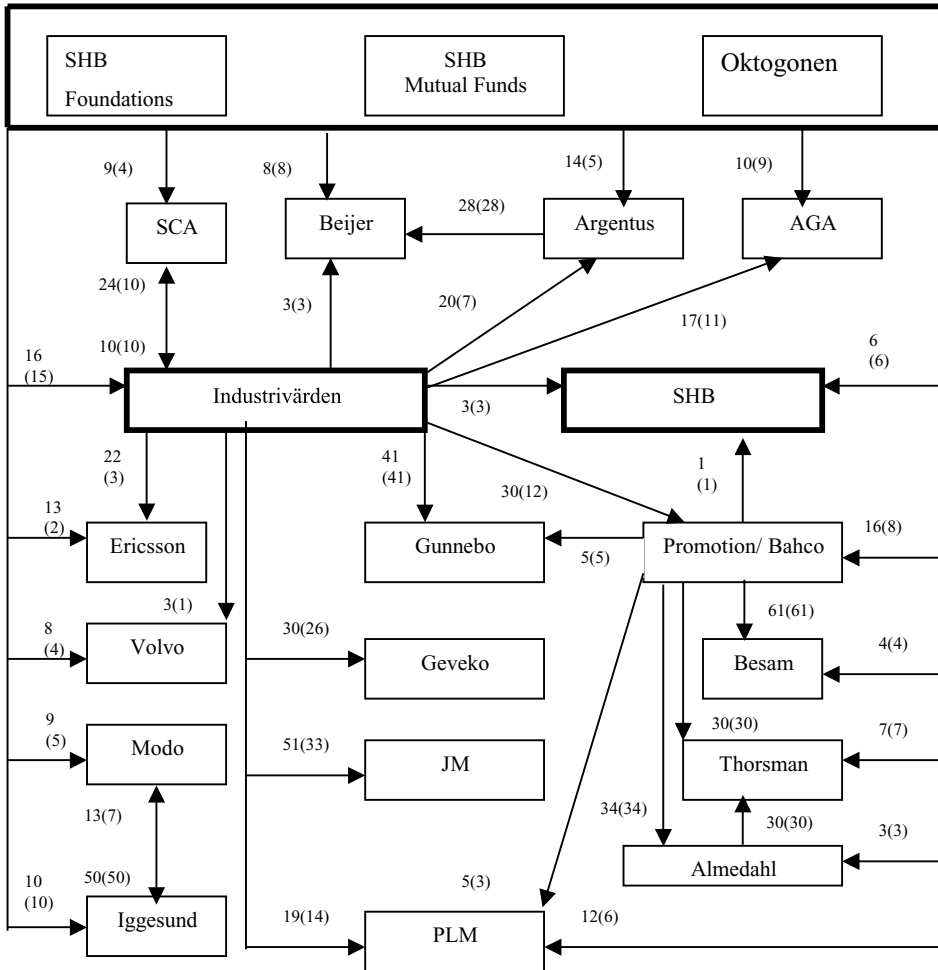 SHB
Foundations
SHB
Mutual Funds
Oktogonen
9(4)
8(8)
14(5)
10(9)
SCA
Beijer
28(28)
Argentus
AGA
24(10)
3(3)
20(7)
17(11)
10(10)
16
(15)
6
(6)
Industrivärden
3(3)
SHB
22
(3)
41
(41)
30(12)
1
(1)
13
(2)
Ericsson
Gunnebo
5(5)
Promotion/ Bahco
16(8)
3(1)
61(61)
8
(4)
Volvo
30(26)
Geveko
Besam
4(4)
9
(5)
Modo
51(33)
JM
30(30)
Thorsman
7(7)
13(7)
34(34)
30(30)
3(3)
Almedahl
10
(10)
50(50)
5(3)
Iggesund
19(14)
PLM
12(6)